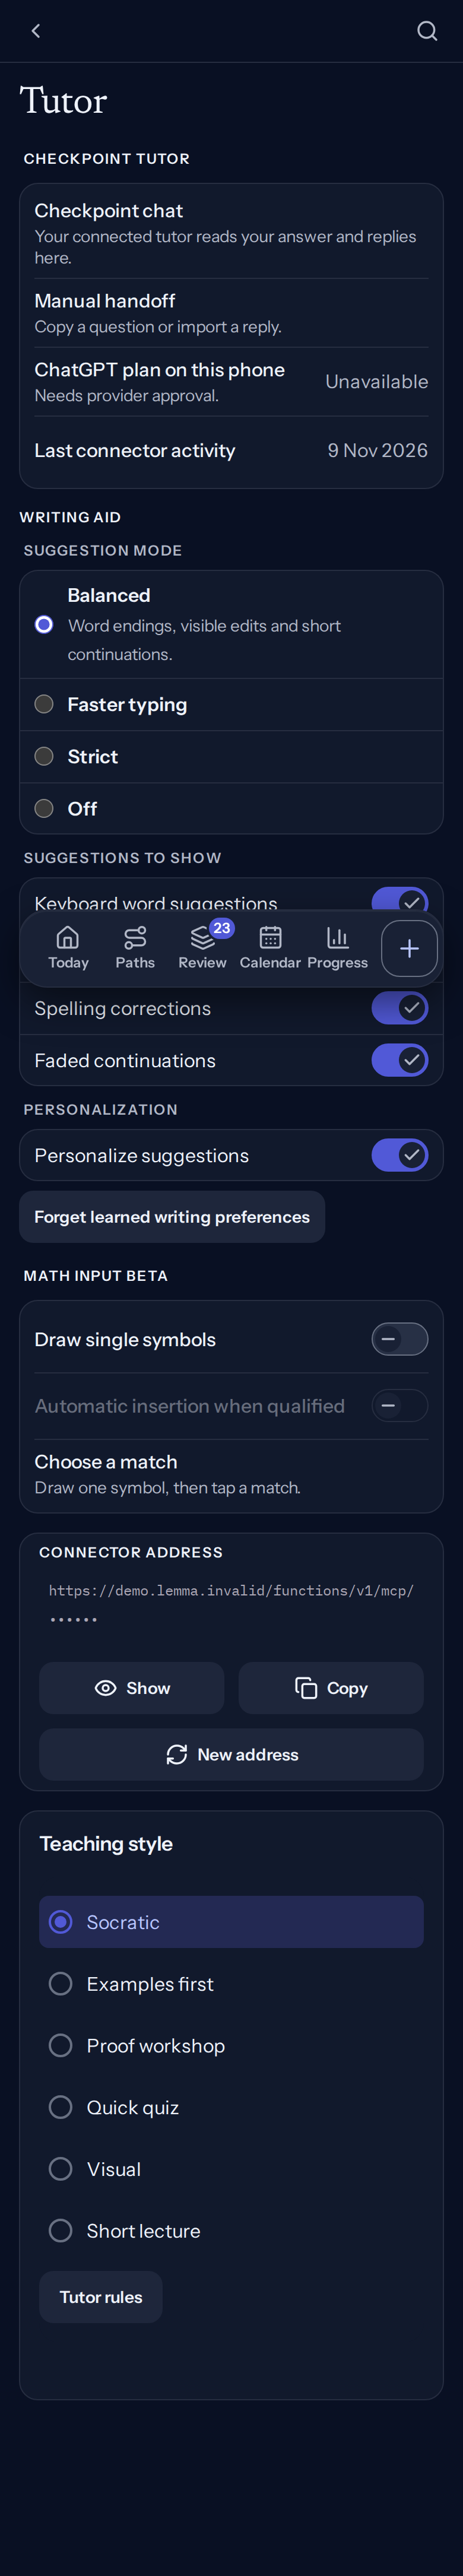 Tutor
CHECKPOINT TUTOR
Checkpoint chat
Your connected tutor reads your answer and replies
here.
Manual handoff
Copy a question or import a reply.
ChatGPT plan on this phone
Needs provider approval.
Unavailable
Last connector activity
9 Nov 2026
WRITING AID
SUGGESTION MODE
Balanced
Word endings, visible edits and short
continuations.
Faster typing
Strict
Off
SUGGESTIONS TO SHOW
Keyboard word suggestions
23
Today
Paths
Review
Calendar
Progress
Spelling corrections
Faded continuations
PERSONALIZATION
Personalize suggestions
Forget learned writing preferences
MATH INPUT BETA
Draw single symbols
Automatic insertion when qualified
Choose a match
Draw one symbol, then tap a match.
CONNECTOR ADDRESS
https://demo.lemma.invalid/functions/v1/mcp/
••••••
Show
Copy
New address
Teaching style
Socratic
Examples first
Proof workshop
Quick quiz
Visual
Short lecture
Tutor rules